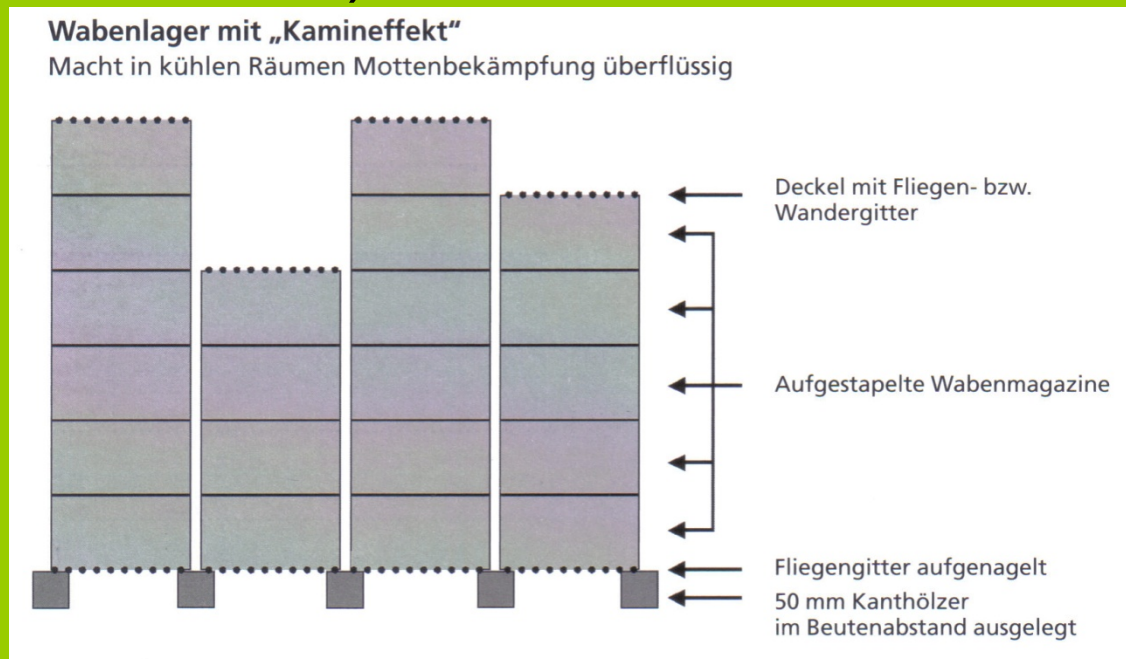 Wabenlager mit „Kamineffekt“
Macht in kühlen Räumen Mottenbekämpfung überflüssig
Deckel mit Fliegen- bzw.
Wandergitter
Aufgestapelte Wabenmagazine
Fliegengitter aufgenagelt
50 mm Kanthölzer
im Beutenabstand ausgelegt